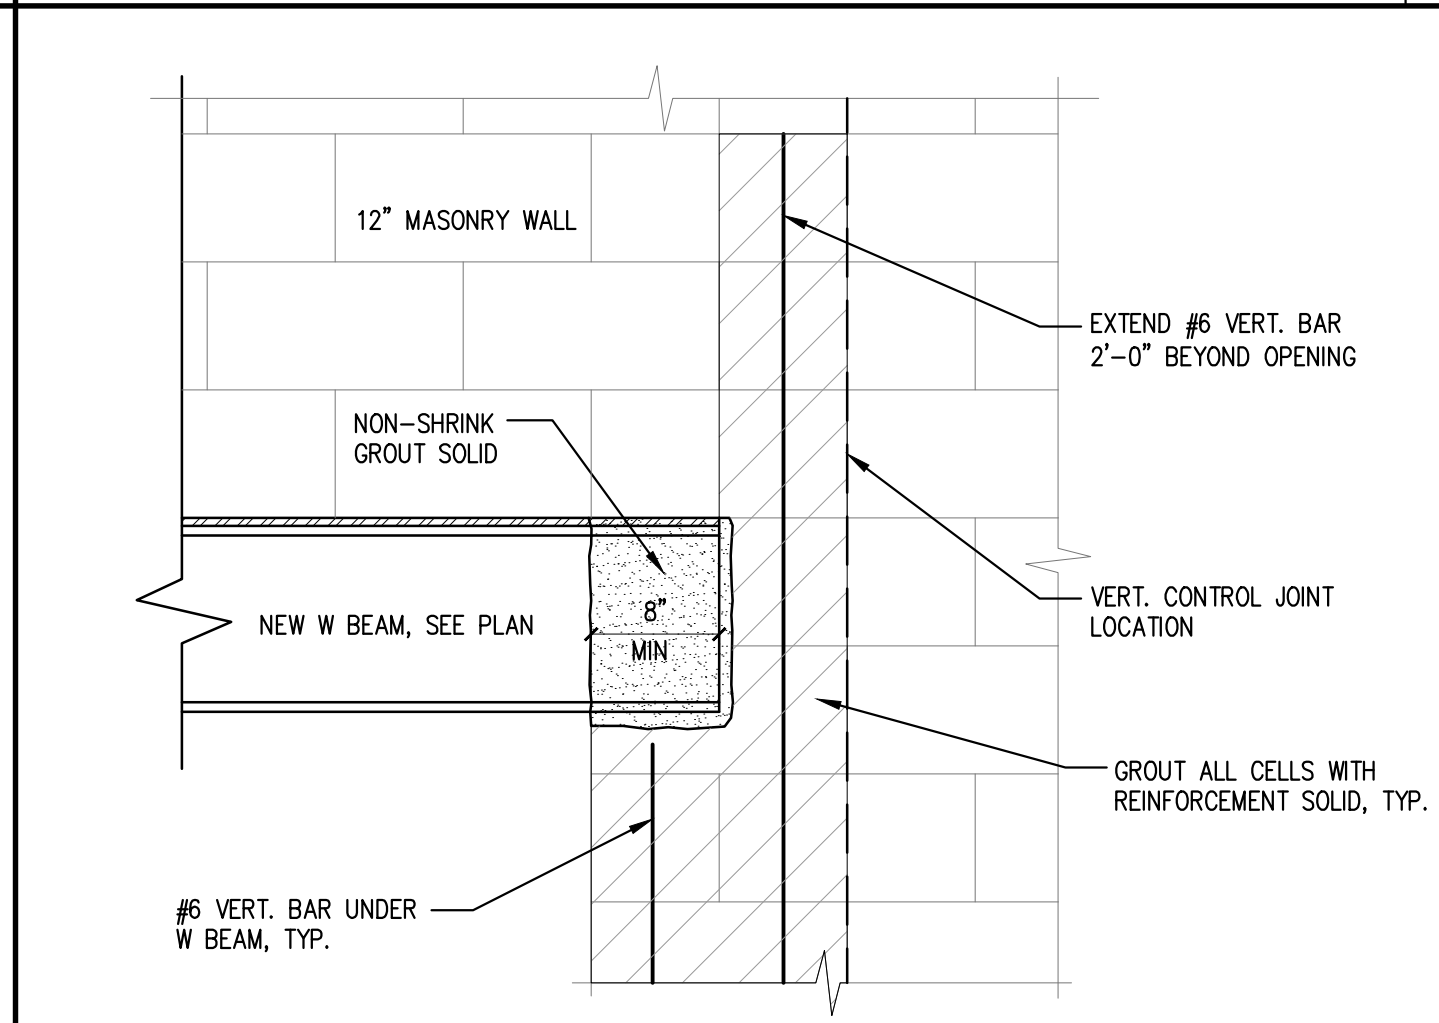 12" MASONRY WALL
EXTEND #6 VERT. BAR
2'-0" BEYOND OPENING
NON-SHRINK
GROUT SOLID
8"
MIN
NEW W BEAM, SEE PLAN
VERT. CONTROL JOINT
LOCATION
GROUT ALL CELLS WITH
REINFORCEMENT SOLID, TYP.
#6 VERT. BAR UNDER
W BEAM, TYP.